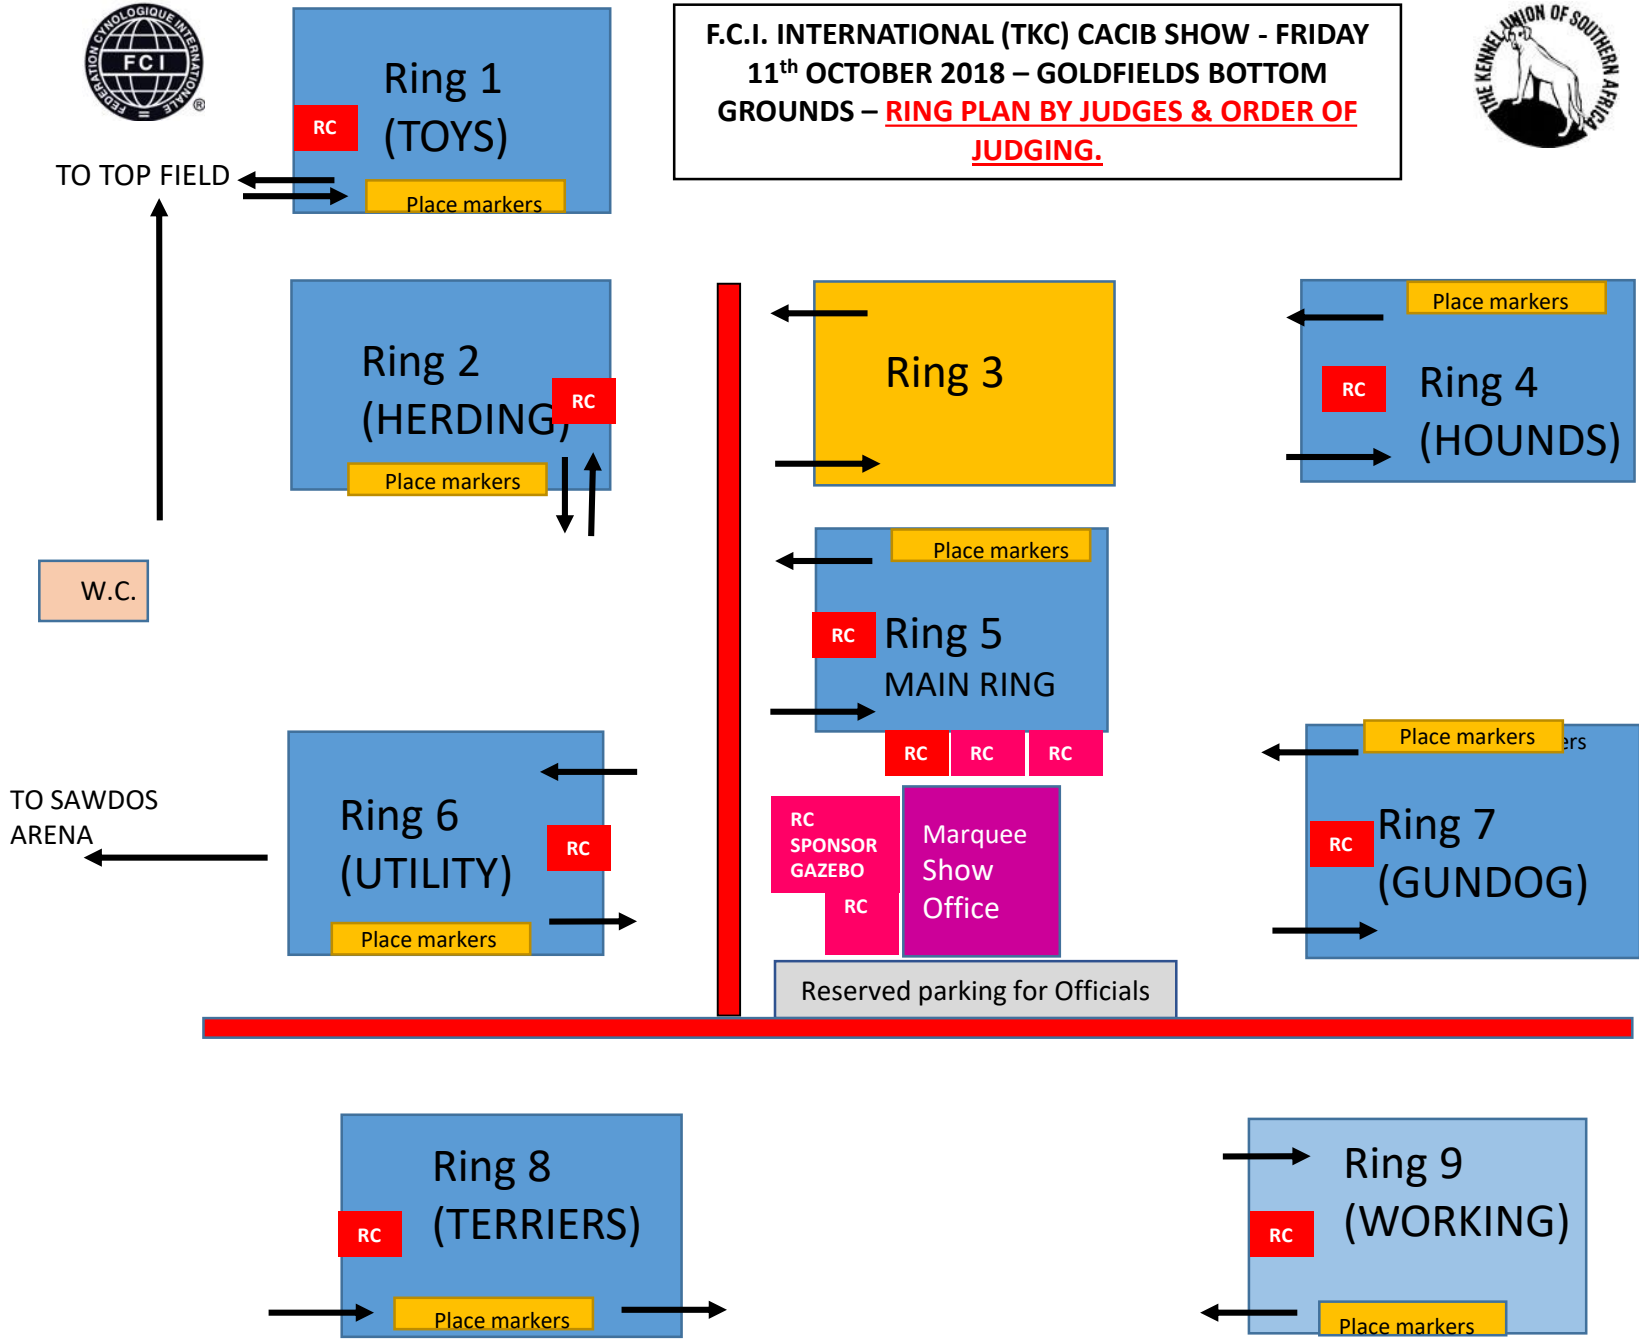 FEDERATION CYNOLOGIQUE INTERNATIONALE
FCI
®
F.C.I. INTERNATIONAL (TKC) CACIB SHOW - FRIDAY
11th OCTOBER 2018 – GOLDFIELDS BOTTOM
GROUNDS – RING PLAN BY JUDGES & ORDER OF
JUDGING.
THE KENNEL UNION OF SOUTHERN AFRICA
Ring 1
(TOYS)
RC
Place markers
TO TOP FIELD
Ring 2
(HERDING)
RC
Place markers
Ring 3
Place markers
Ring 4
(HOUNDS)
RC
W.C.
Place markers
Ring 5
MAIN RING
RC
RC
RC
RC
TO SAWDOS
ARENA
Ring 6
(UTILITY)
RC
Place markers
RC
SPONSOR
GAZEBO
RC
Marquee
Show
Office
Place markers
ers
Ring 7
(GUNDOG)
RC
Reserved parking for Officials
Ring 8
(TERRIERS)
RC
Place markers
Ring 9
(WORKING)
RC
Place markers